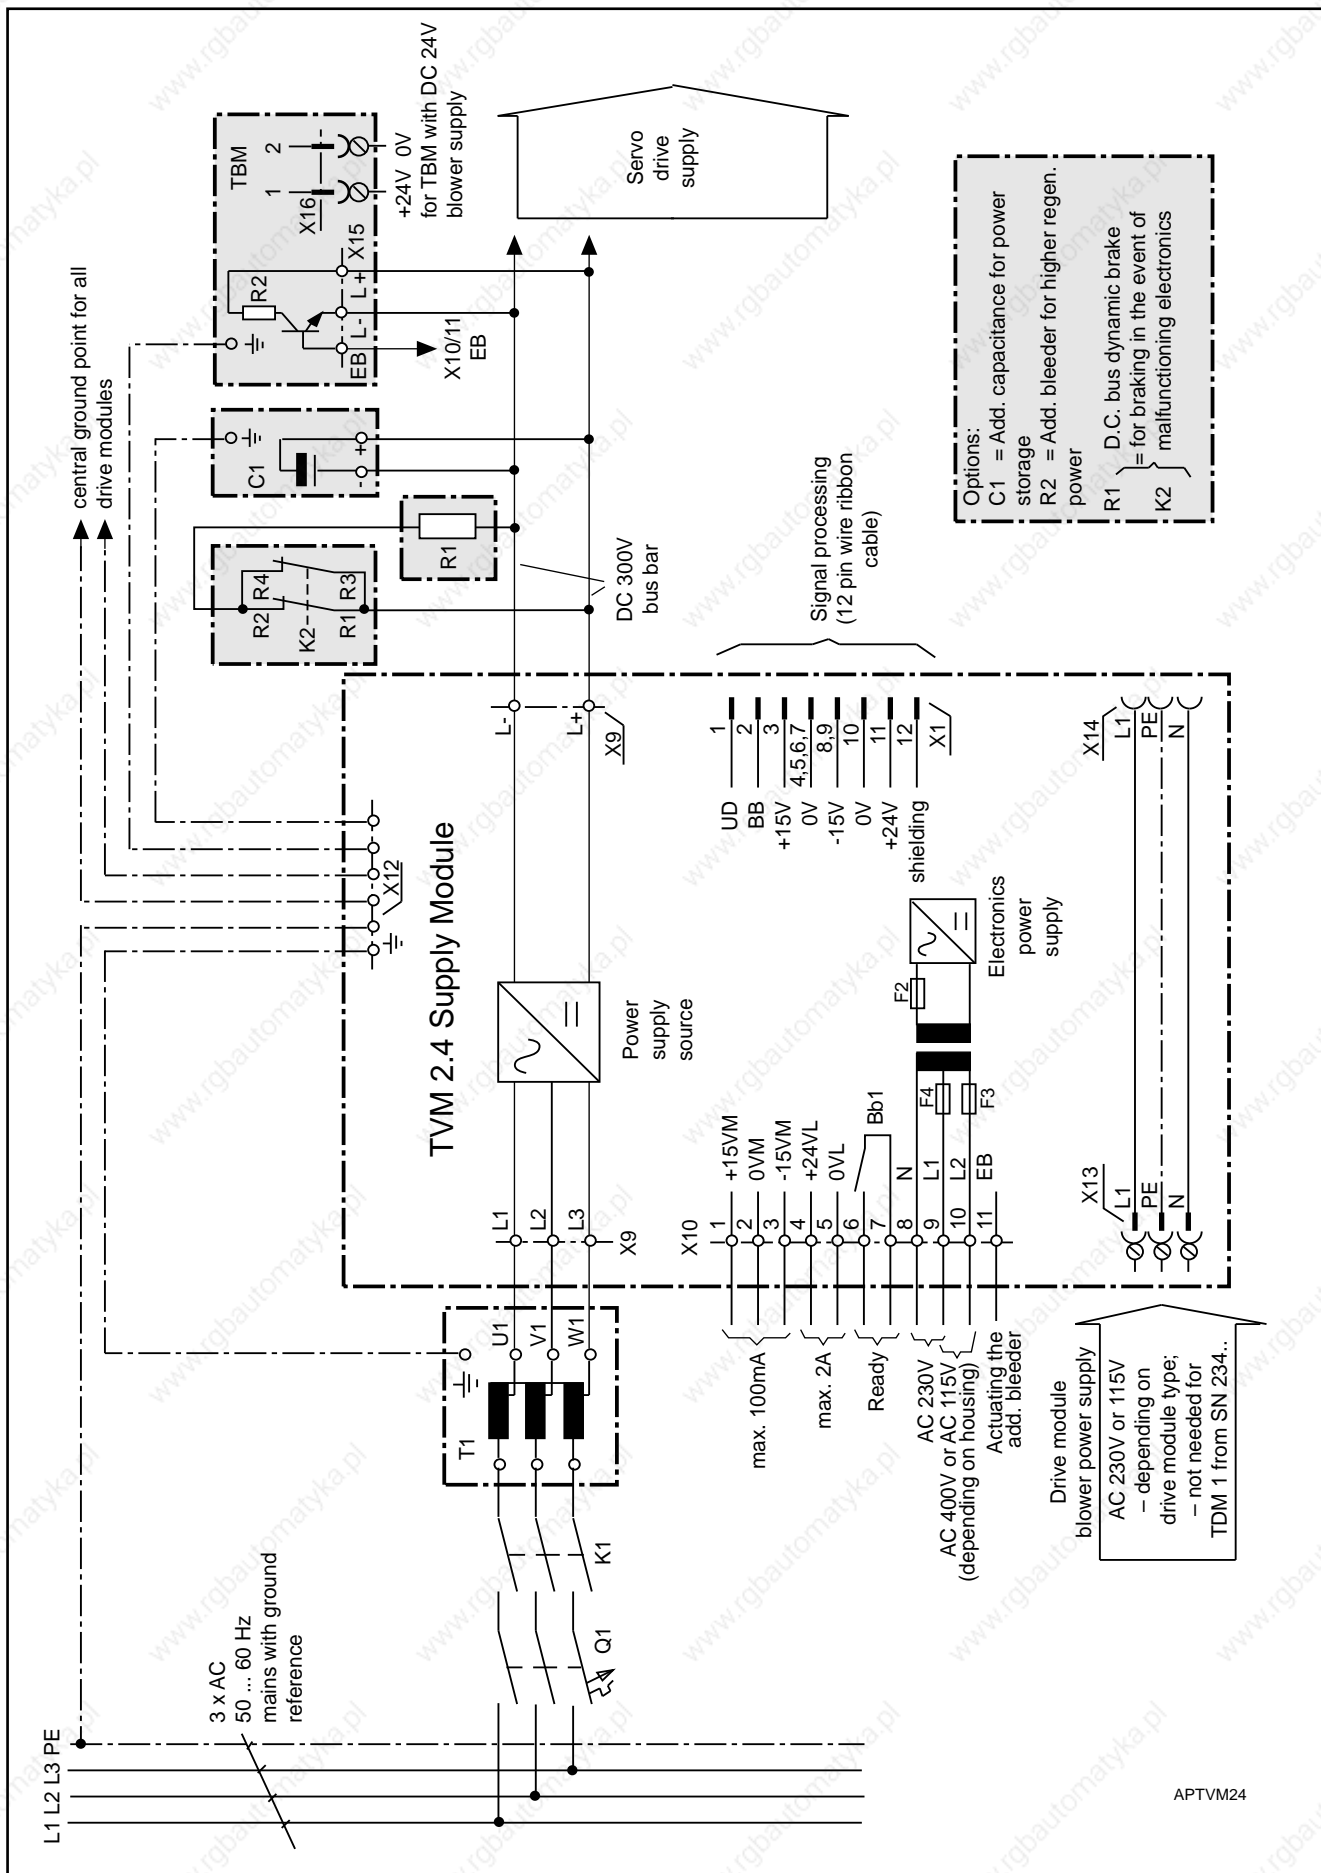 L1 L2 L3 PE
3 x AC
50 ... 60 Hz
mains with ground
reference
Q1
K1
T1
U1
V1
W1
TVM 2.4 Supply Module
L1
L2
L3
X9
Power
supply
source
L-
L+
X9
X12
central ground point for all
drive modules
R2
R4
K2
R1
R3
R1
DC 300V
bus bar
C1
-
+
TBM
1
2
X16
R2
X15
EB
L-
L+
X10/11
EB
+24V 0V
for TBM with DC 24V
blower supply
Servo
drive
supply
X10
1
2
3
4
5
6
7
8
9
10
11
+15VM
0VM
-15VM
+24VL
0VL
Bb1
N
L1
L2
EB
max. 100mA
max. 2A
Ready
AC 230V
AC 400V or AC 115V
(depending on housing)
Actuating the
add. bleeder
F4
F3
F2
Electronics
power
supply
UD
BB
+15V
0V
-15V
0V
+24V
shielding
1
2
3
4,5,6,7
8,9
10
11
12
X1
Signal processing
(12 pin wire ribbon
cable)
X13
L1
PE
N
X14
L1
PE
N
Drive module
blower power supply
AC 230V or 115V
– depending on
drive module type;
– not needed for
TDM 1 from SN 234..
Options:
C1 = Add. capacitance for power
storage
R2 = Add. bleeder for higher regen.
power
R1 D.C. bus dynamic brake
= for braking in the event of
K2 malfunctioning electronics
APTVM24
www.rgbautomatyka.pl